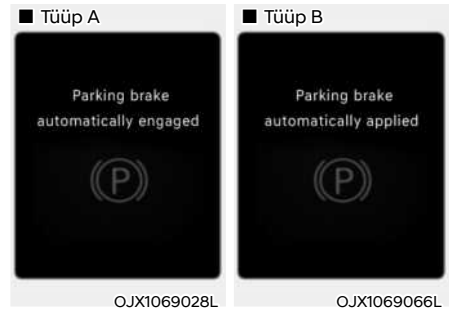 ■ Tüüp A
Parking brake
automatically engaged
(P)
OJX1069028L
■ Tüüp B
Parking brake
automatically applied
(P)
OJX1069066L